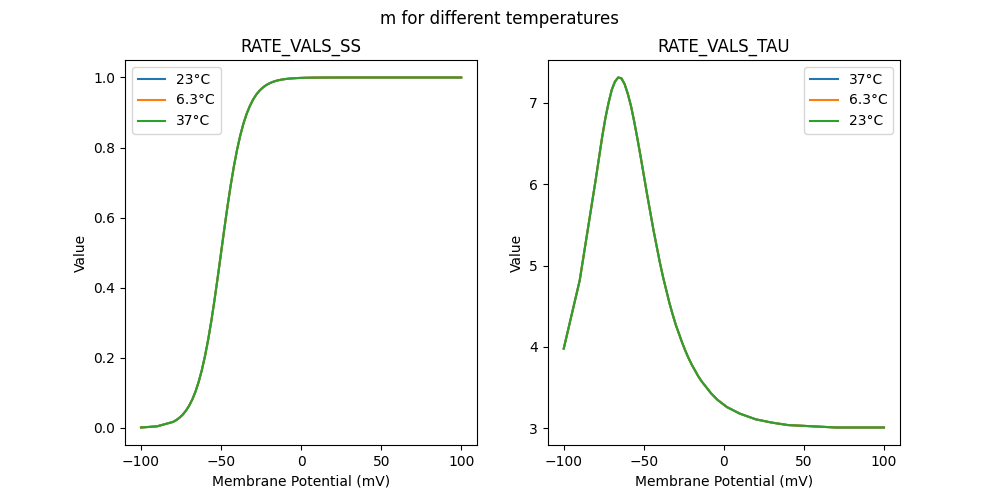 m for different temperatures
RATE_VALS_SS
1.0
0.8
0.6
0.4
0.2
0.0
Value
23°C
6.3°C
37°C
−100
−50
0
50
100
Membrane Potential (mV)
RATE_VALS_TAU
7
6
5
4
3
Value
37°C
6.3°C
23°C
−100
−50
0
50
100
Membrane Potential (mV)